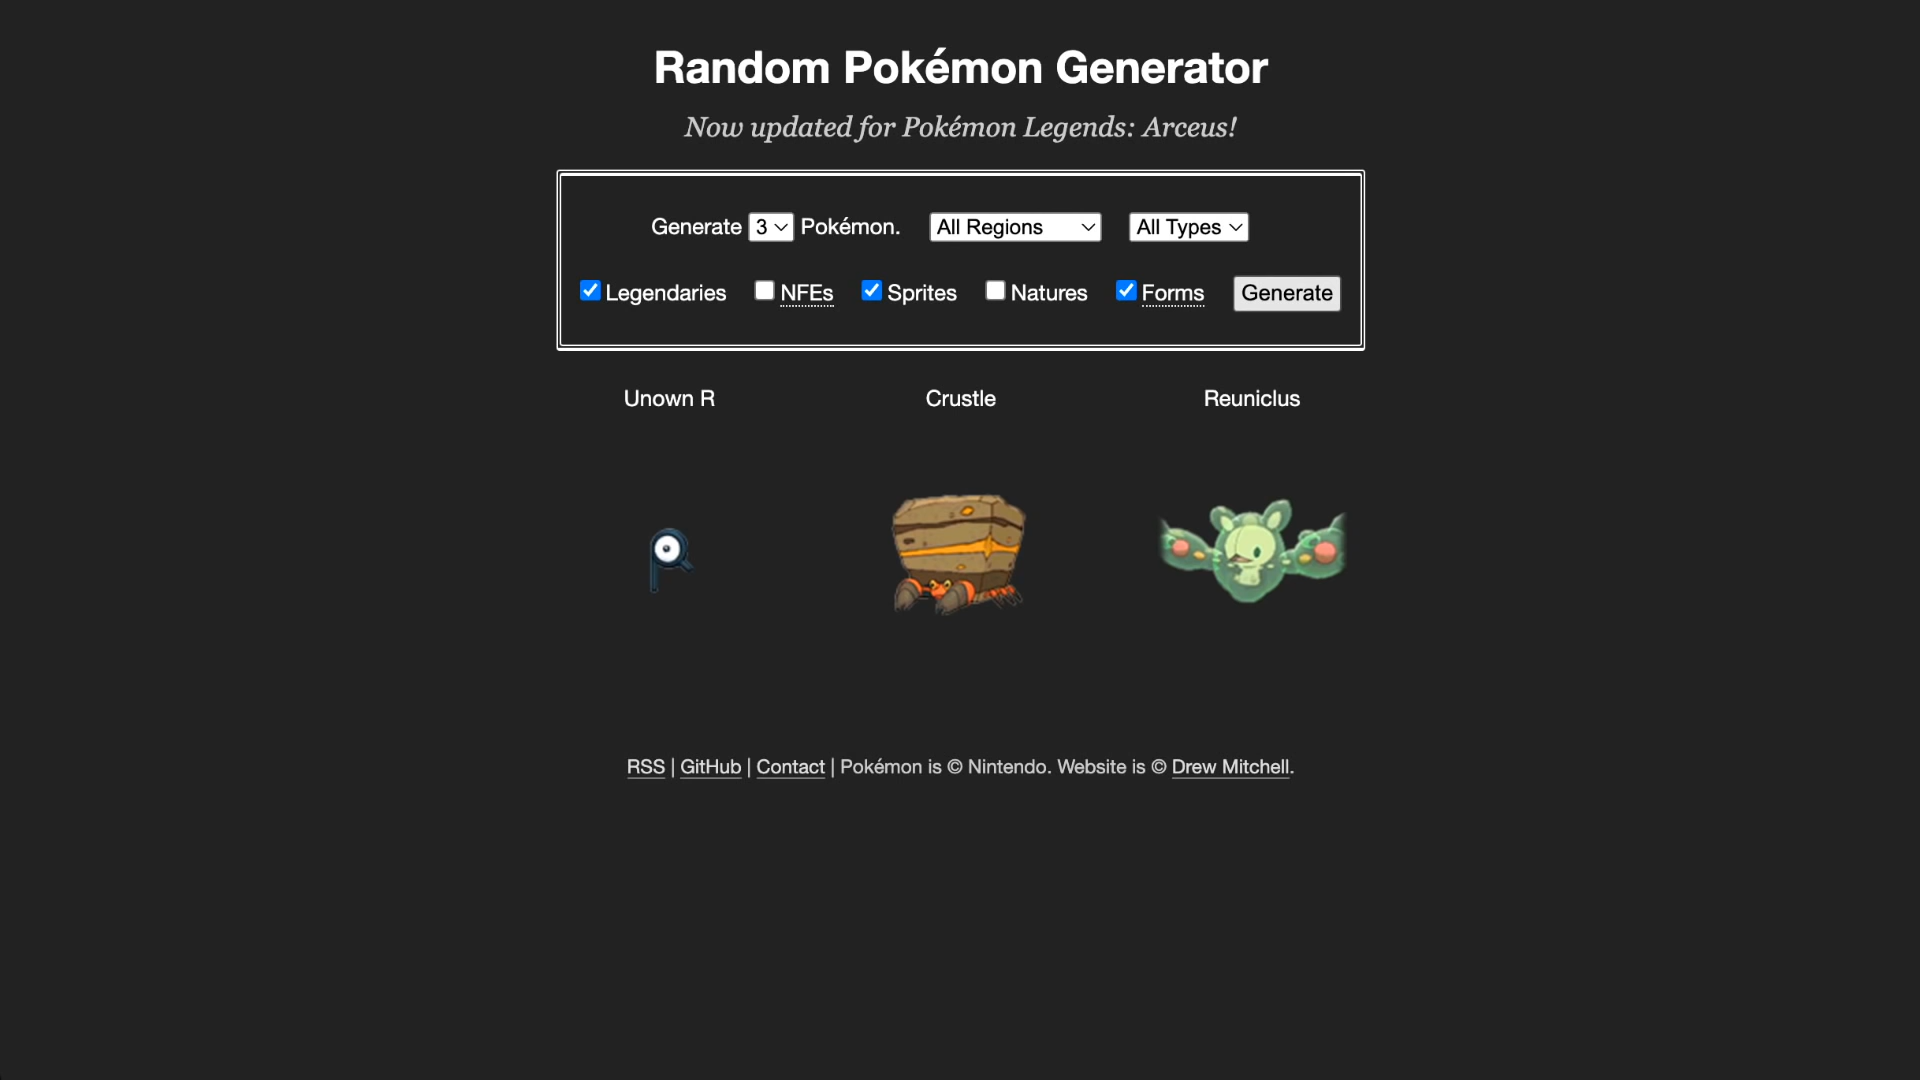 Random Pokémon Generator
Now updated for Pokémon Legends: Arceus!
Generate 3 Pokémon. All Regions All Types
Legendaries NFEs Sprites Natures Forms Generate
Unown R Crustle Reuniclus
RSS | GitHub | Contact | Pokémon is © Nintendo. Website is © Drew Mitchell.